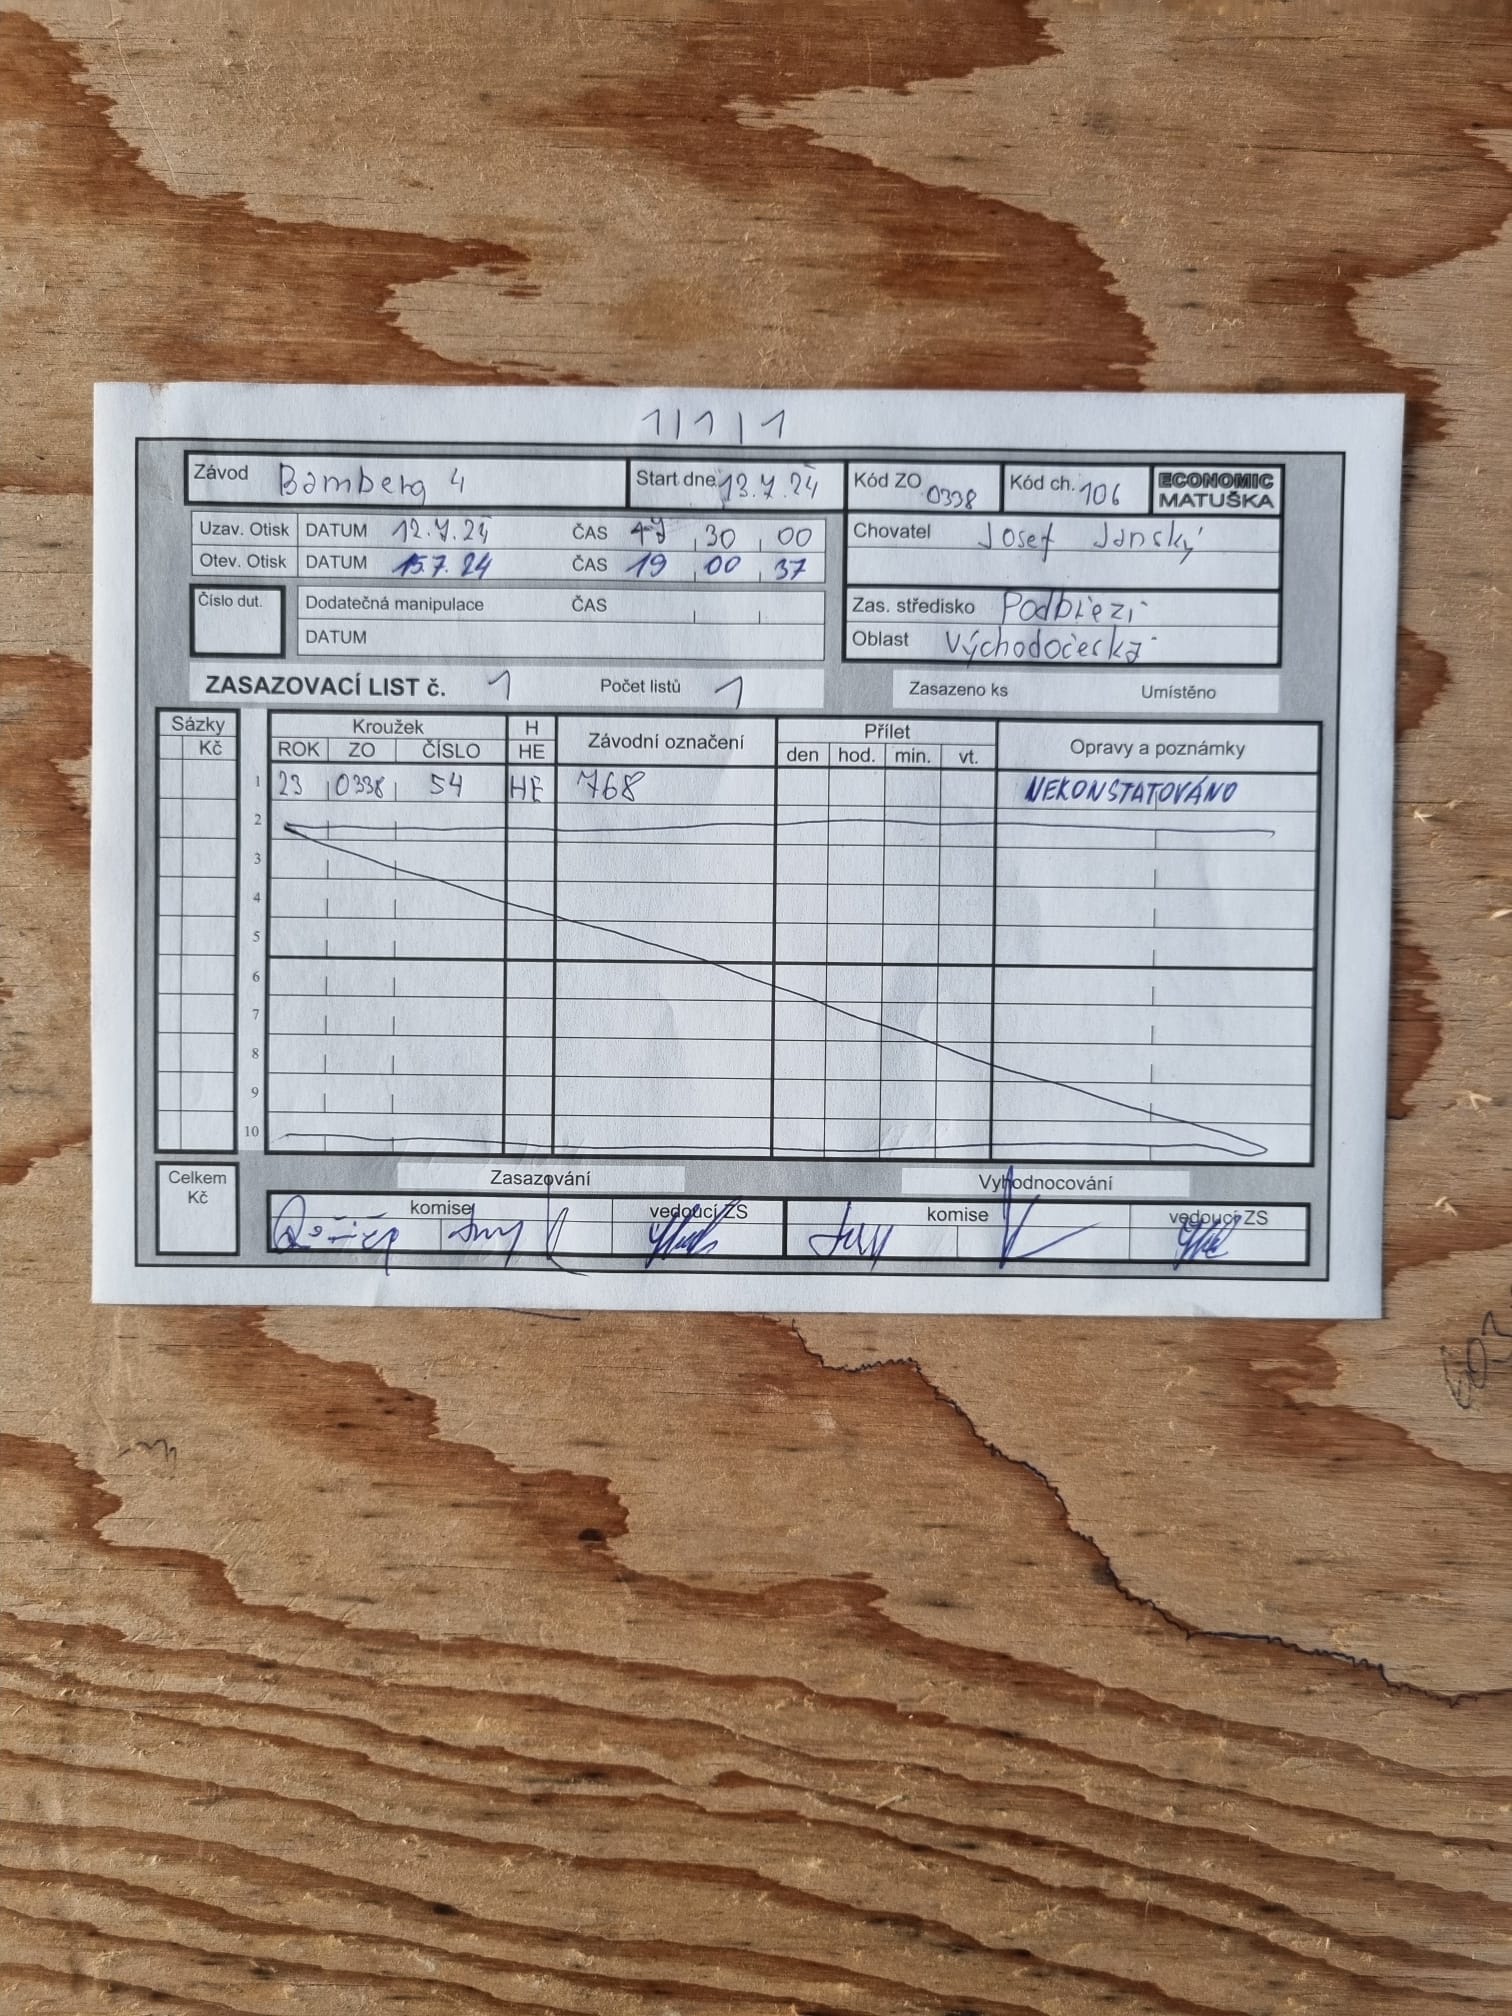 1|1|1
Závod Bamberg 4 Start dne 13.7.24 Kód ZO 0338 Kód ch. 106 ECONOMIC MATUŠKA
Uzav. Otisk DATUM 12.7.24 ČAS 30 00
Otev. Otisk DATUM 15.7.24 ČAS 19 00 37
Chovatel Josef Janský
Číslo dut. Dodatečná manipulace ČAS
DATUM
Zas. středisko Podbřezí
Oblast Východočeská
ZASAZOVACÍ LIST č. 1 Počet listů 1 Zasazeno ks Umístěno
Sázky Kroužek H Závodní označení Přílet Opravy a poznámky
Kč ROK ZO ČÍSLO HE den hod. min. vt.
1 23 0338 54 HE 768 NEKONSTATOVÁNO
2
3
4
5
6
7
8
9
10
Celkem Zasazování Vyhodnocování
Kč komise vedoucí ZS komise vedoucí ZS